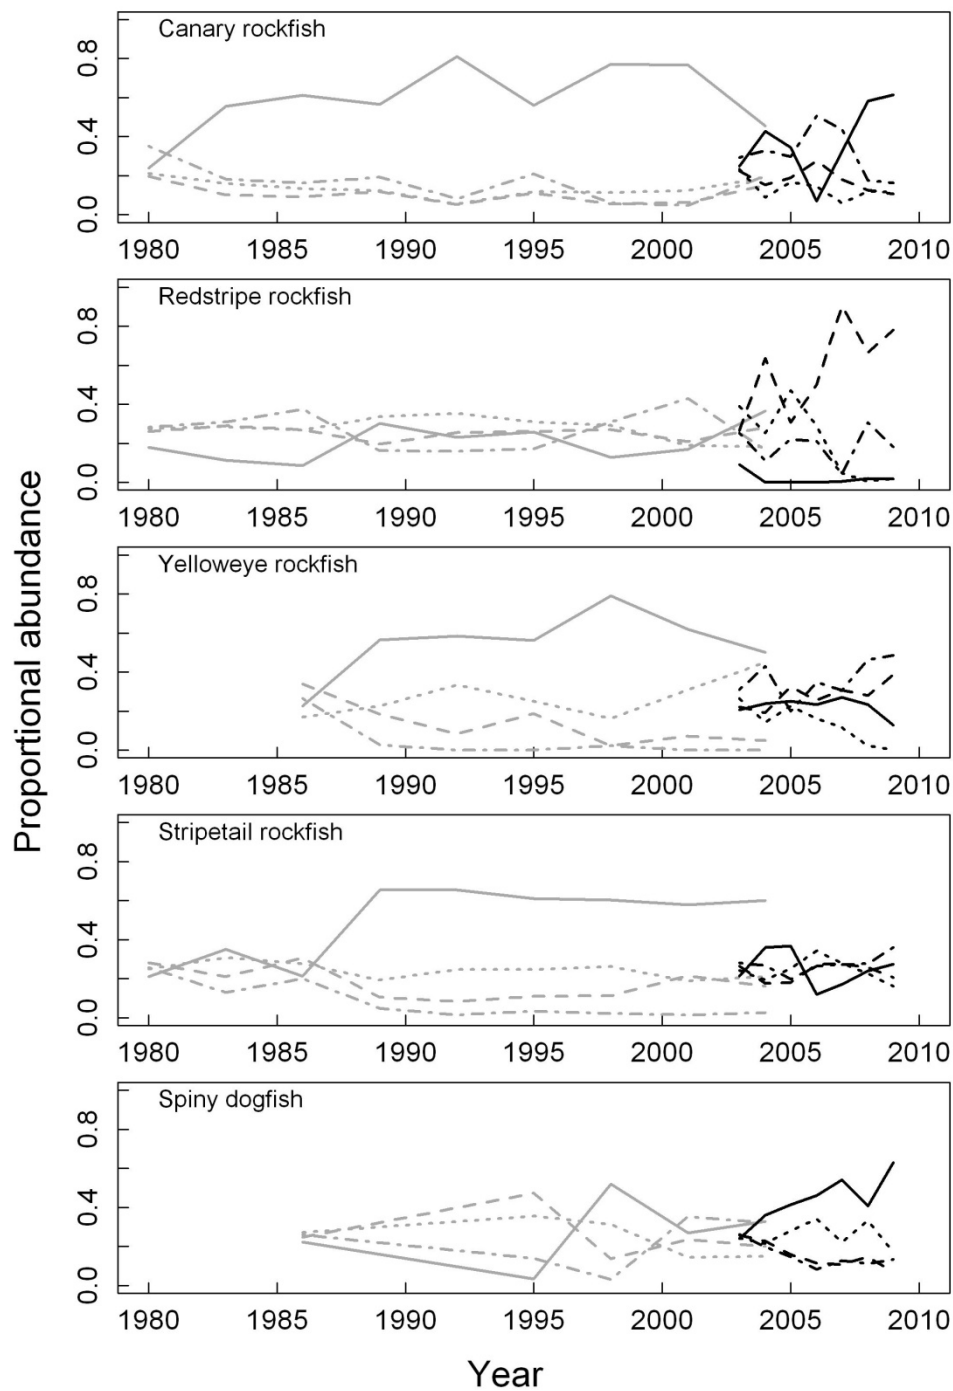 Proportional abundance
Canary rockfish
0.8
0.4
0.0
1980 1985 1990 1995 2000 2005 2010
Redstripe rockfish
0.8
0.4
0.0
1980 1985 1990 1995 2000 2005 2010
Yelloweye rockfish
0.8
0.4
0.0
1980 1985 1990 1995 2000 2005 2010
Stripetail rockfish
0.8
0.4
0.0
1980 1985 1990 1995 2000 2005 2010
Spiny dogfish
0.8
0.4
0.0
1980 1985 1990 1995 2000 2005 2010
Year